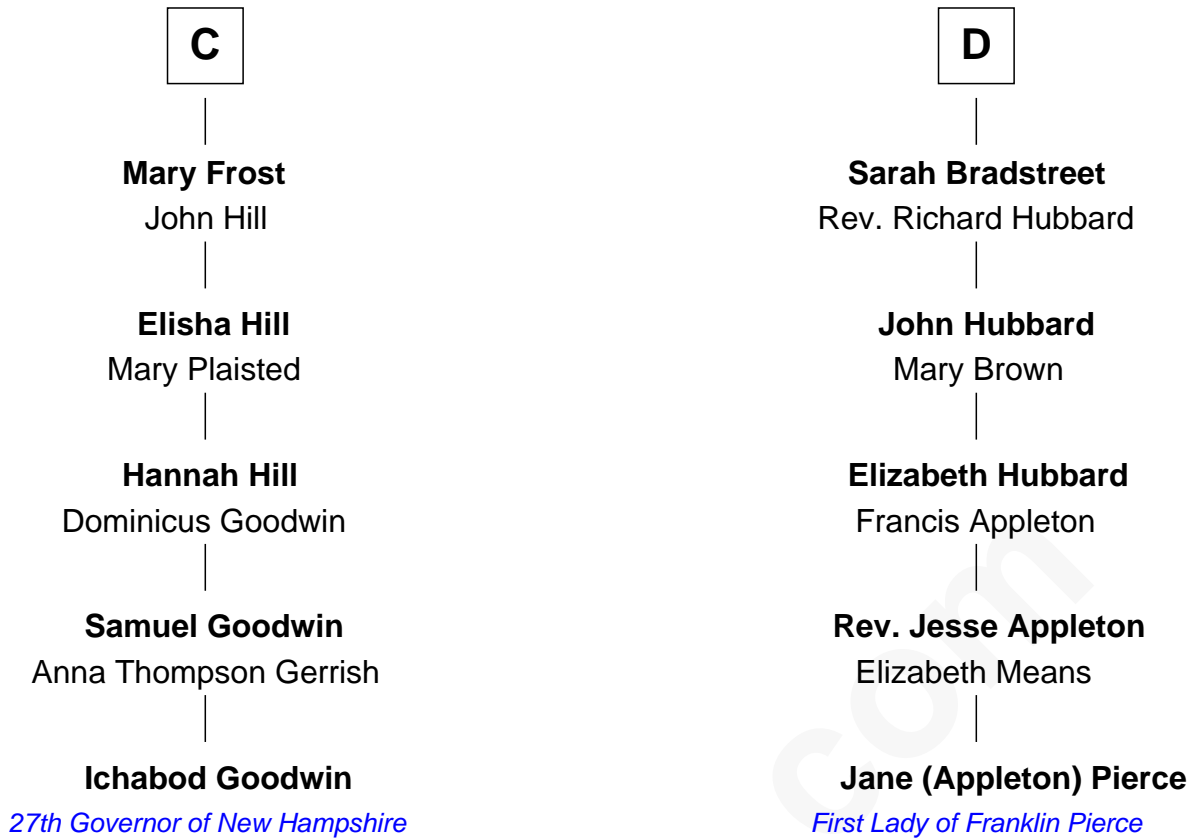 C
Mary Frost
John Hill
Elisha Hill
Mary Plaisted
Hannah Hill
Dominicus Goodwin
Samuel Goodwin
Anna Thompson Gerrish
Ichabod Goodwin
27th Governor of New Hampshire
D
Sarah Bradstreet
Rev. Richard Hubbard
John Hubbard
Mary Brown
Elizabeth Hubbard
Francis Appleton
Rev. Jesse Appleton
Elizabeth Means
Jane (Appleton) Pierce
First Lady of Franklin Pierce
com